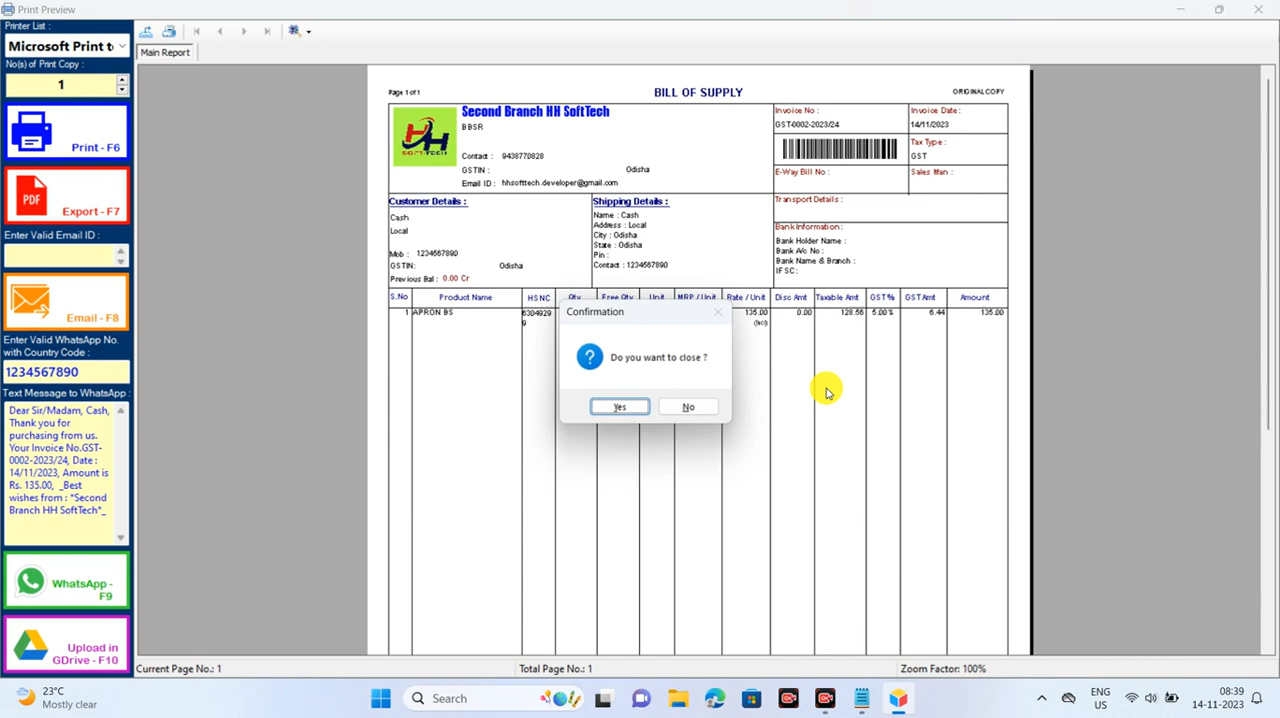 Print Preview
Printer List :
Microsoft Print t
No(s) of Print Copy :
1
Print - F6
PDF
Export - F7
Enter Valid Email ID :
Email - F8
Enter Valid WhatsApp No.
with Country Code :
1234567890
Text Message to WhatsApp :
Dear Sir/Madam, Cash,
Thank you for
purchasing from us.
Your Invoice No.GST-
0002-2023/24, Date :
14/11/2023, Amount is
Rs. 135.00, _Best
wishes from : *Second
Branch HH SoftTech*_
WhatsApp -
F9
Upload in
GDrive - F10
Main Report
Page 1 of 1
BILL OF SUPPLY
ORIGINAL COPY
HH
SOFT-TECH
Second Branch HH SoftTech
BBSR
Contact : 9438770828
GSTIN : Odisha
Email ID : hhsofttech.developer@gmail.com
Invoice No :
GST-0002-2023/24
Invoice Date :
14/11/2023
Tax Type :
GST
E-Way Bill No :
Sales Man :
Customer Details :
Cash
Local
Mob : 1234567890
GSTIN: Odisha
Previous Bal : 0.00 Cr
Shipping Details :
Name : Cash
Address : Local
City : Odisha
State : Odisha
Pin :
Contact : 1234567890
Transport Details :
Bank Information :
Bank Holder Name :
Bank A/c No :
Bank Name & Branch :
IFSC :
S.No Product Name HSNC Qty Free Qty Unit MRP / Unit Rate / Unit Disc Amt Taxable Amt GST% GST Amt Amount
1 APRON BS 6304929 135.00 0.00 128.56 5.00% 6.44 135.00
9
Confirmation
Do you want to close ?
Yes
No
Current Page No.: 1
Total Page No.: 1
Zoom Factor: 100%
23°C
Mostly clear
Search
ENG
US
08:39
14-11-2023